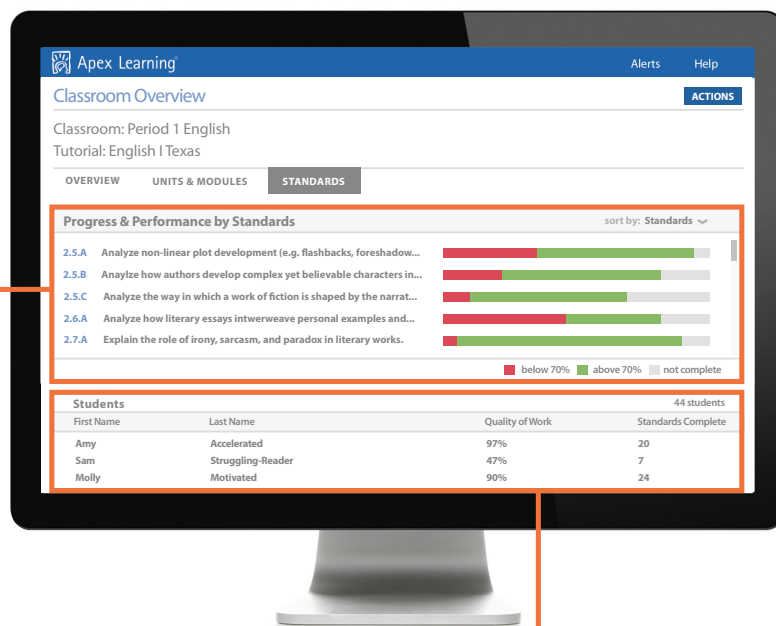 Apex Learning®
Alerts Help
Classroom Overview
ACTIONS
Classroom: Period 1 English
Tutorial: English I Texas
OVERVIEW UNITS & MODULES STANDARDS
Progress & Performance by Standards sort by: Standards
2.5.A Analyze non-linear plot development (e.g. flashbacks, foreshadow...
2.5.B Anaylze how authors develop complex yet believable characters in...
2.5.C Analyze the way in which a work of fiction is shaped by the narrat...
2.6.A Analyze how literary essays intwerweave personal examples and...
2.7.A Explain the role of irony, sarcasm, and paradox in literary works.
below 70% above 70% not complete
Students 44 students
First Name Last Name Quality of Work Standards Complete
Amy Accelerated 97% 20
Sam Struggling-Reader 47% 7
Molly Motivated 90% 24